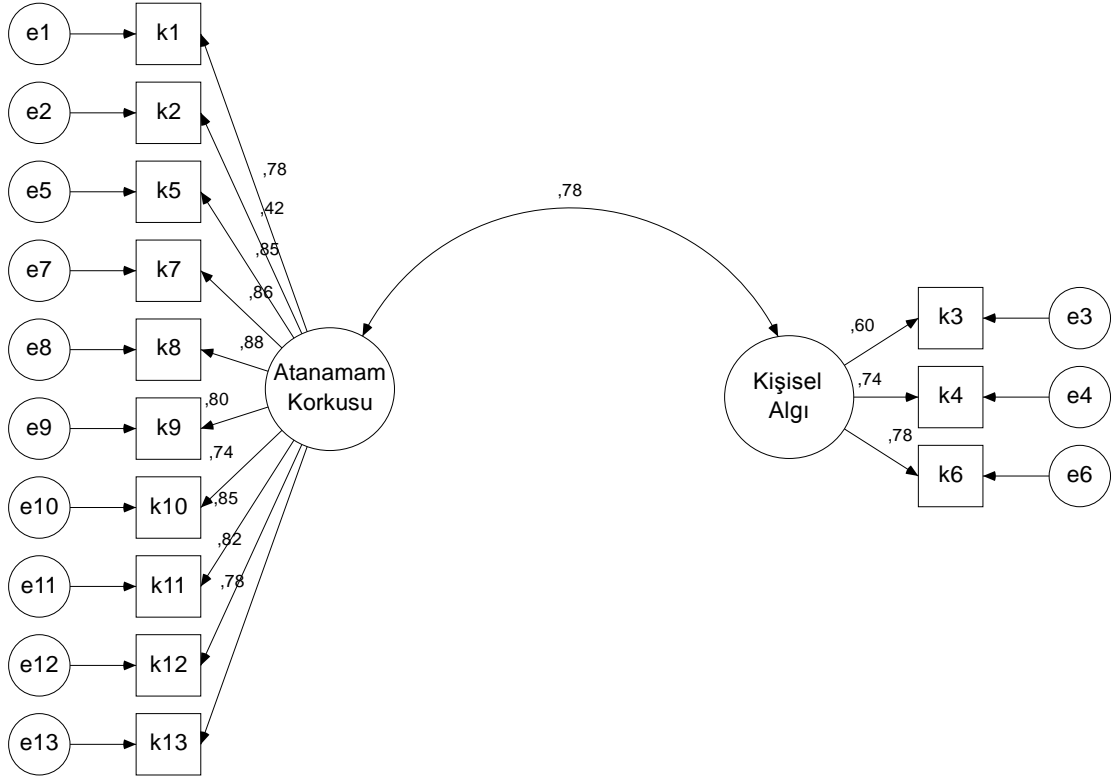 e1
k1
e2
k2
e5
k5
e7
k7
e8
k8
e9
k9
e10
k10
e11
k11
e12
k12
e13
k13
,78
,42
,85
,86
,88
,80
,74
,85
,82
,78
Atanamam
Korkusu
,78
Kişisel
Algı
,60
,74
,78
k3
e3
k4
e4
k6
e6